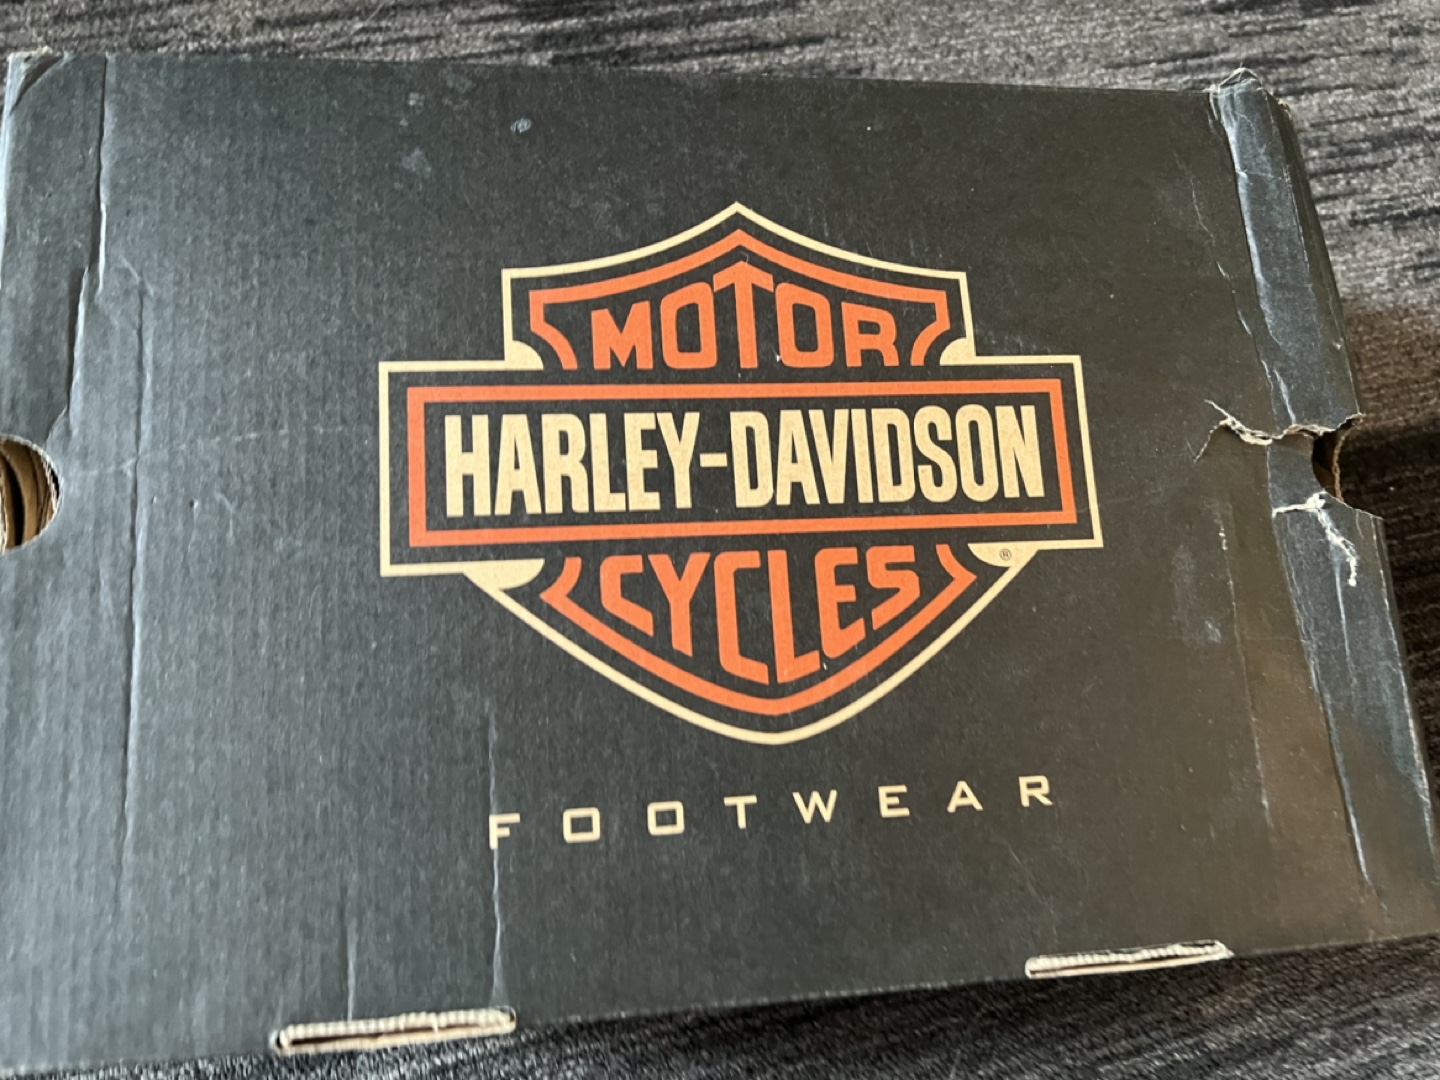 MOTOR
HARLEY-DAVIDSON
CYCLES
®
FOOTWEAR